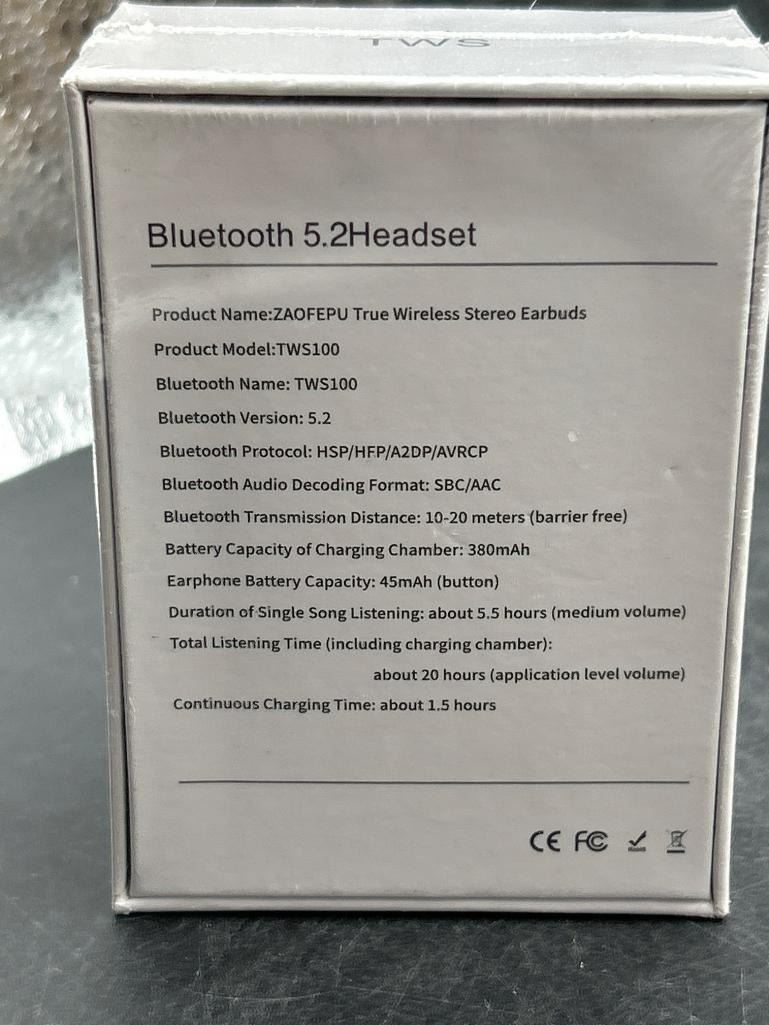 TWS
Bluetooth 5.2Headset
Product Name:ZAOFEPU True Wireless Stereo Earbuds
Product Model:TWS100
Bluetooth Name: TWS100
Bluetooth Version: 5.2
Bluetooth Protocol: HSP/HFP/A2DP/AVRCP
Bluetooth Audio Decoding Format: SBC/AAC
Bluetooth Transmission Distance: 10-20 meters (barrier free)
Battery Capacity of Charging Chamber: 380mAh
Earphone Battery Capacity: 45mAh (button)
Duration of Single Song Listening: about 5.5 hours (medium volume)
Total Listening Time (including charging chamber):
about 20 hours (application level volume)
Continuous Charging Time: about 1.5 hours
CE FC